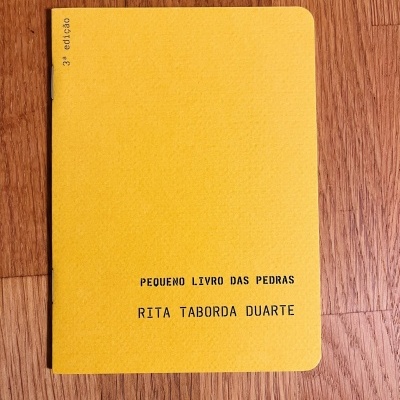 3ª edição
PEQUENO LIVRO DAS PEDRAS
RITA TABORDA DUARTE